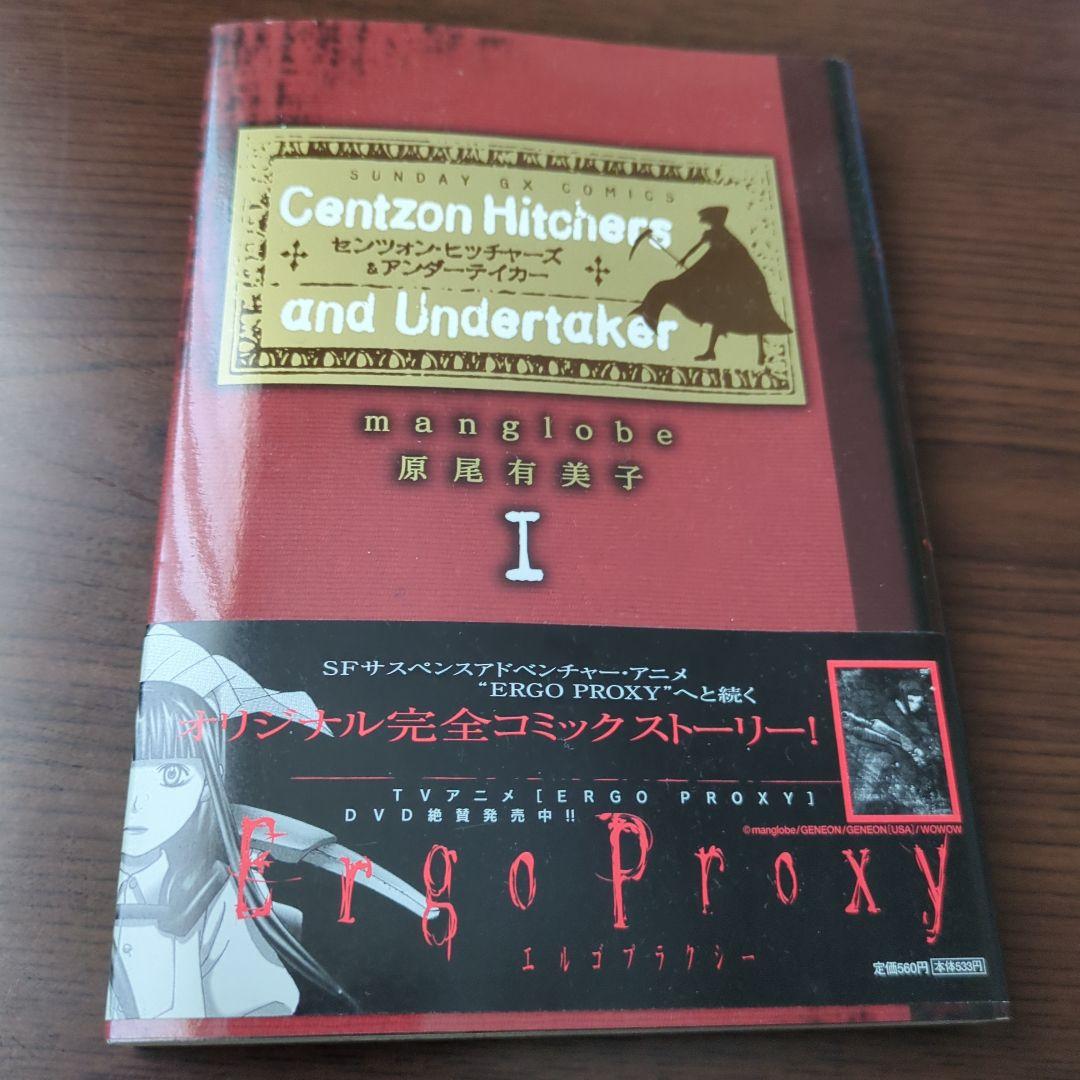 SUNDAY GX COMICS
Centzon Hitchers
センツォン・ヒッチャーズ
&アンダーテイカー
and Undertaker
manglobe
原尾有美子
I
SFサスペンスアドベンチャー・アニメ
“ERGO PROXY”へと続く
オリジナル完全コミックストーリー!
TVアニメ[ERGO PROXY]
DVD絶賛発売中!!
©manglobe/GENEON/GENEON[USA]/WOWOW
Ergo Proxy
エルゴプラクシー
定価560円 本体533円